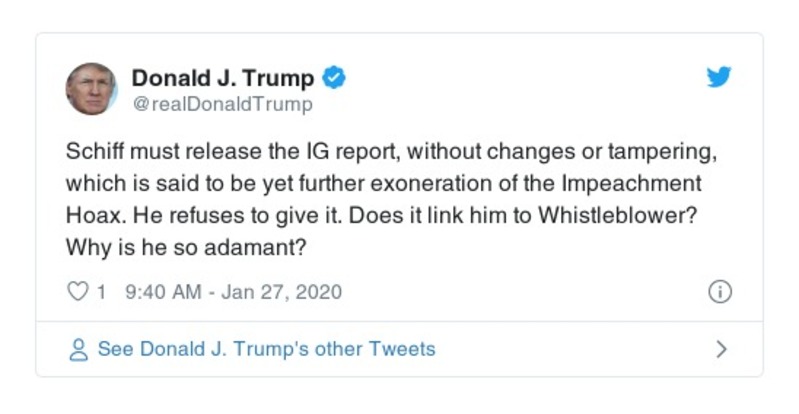 Donald J. Trump
@realDonaldTrump
Schiff must release the IG report, without changes or tampering,
which is said to be yet further exoneration of the Impeachment
Hoax. He refuses to give it. Does it link him to Whistleblower?
Why is he so adamant?
1 9:40 AM - Jan 27, 2020
See Donald J. Trump's other Tweets